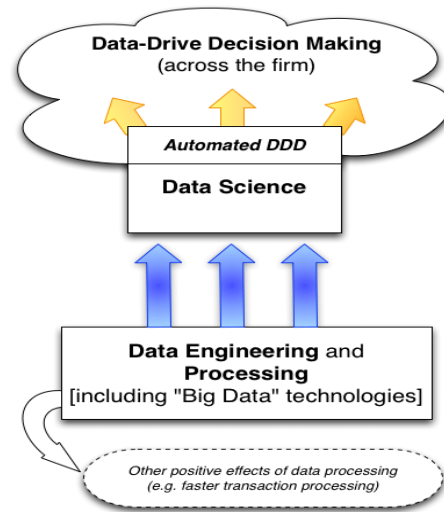 Data-Drive Decision Making
(across the firm)
Automated DDD
Data Science
Data Engineering and
Processing
[including "Big Data" technologies]
Other positive effects of data processing
(e.g. faster transaction processing)